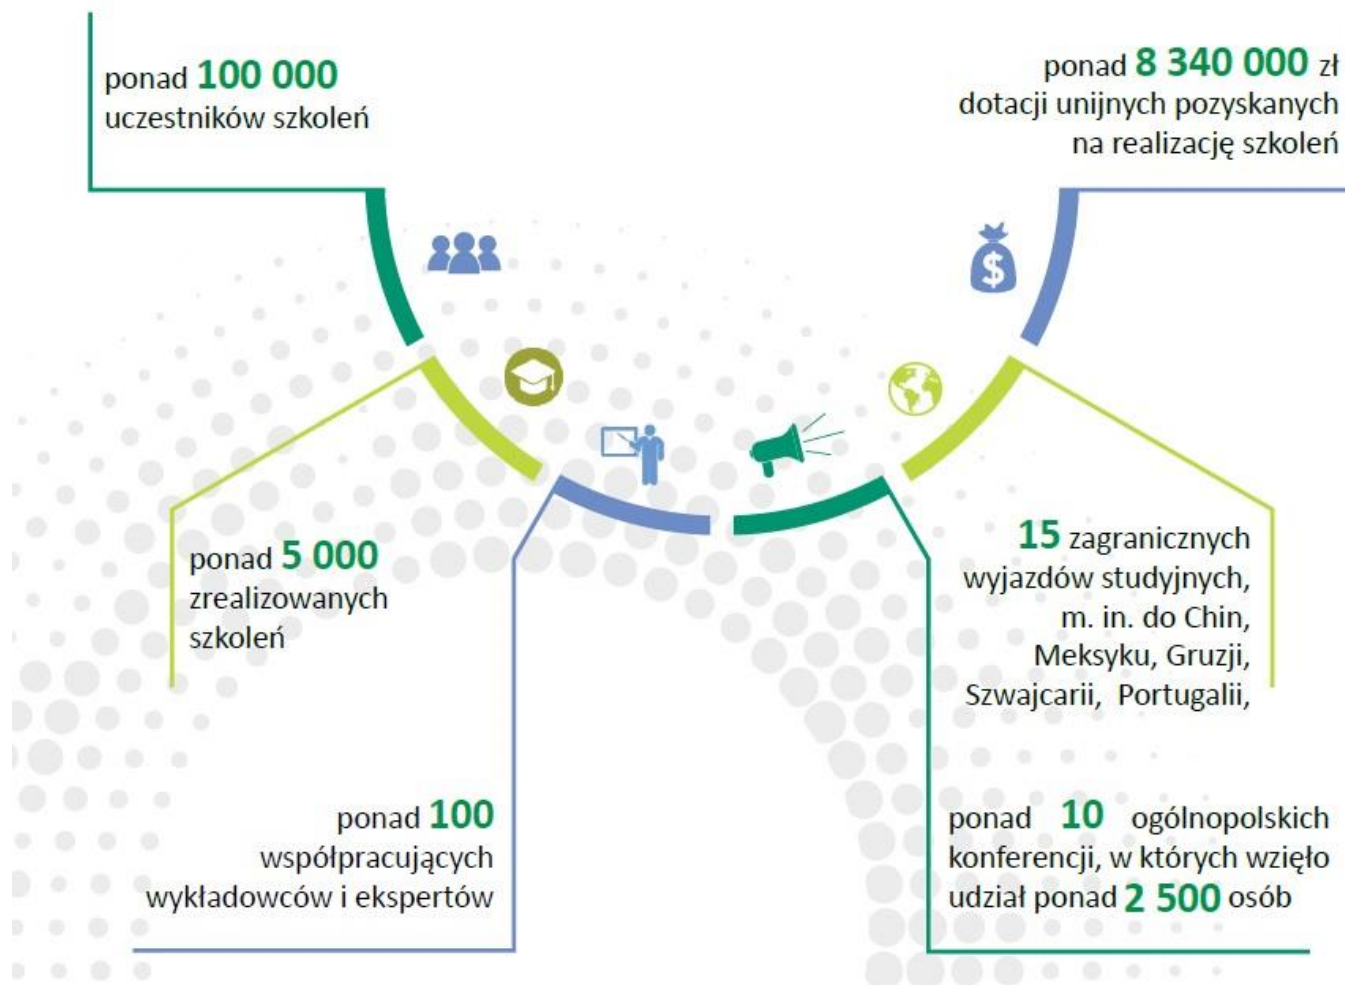 ponad 100 000
uczestników szkoleń
ponad 8 340 000 zł
dotacji unijnych pozyskanych
na realizację szkoleń
$
ponad 5 000
zrealizowanych
szkoleń
15 zagranicznych
wyjazdów studyjnych,
m. in. do Chin,
Meksyku, Gruzji,
Szwajcarii, Portugalii,
ponad 100
współpracujących
wykładowców i ekspertów
ponad 10 ogólnopolskich
konferencji, w których wzięło
udział ponad 2 500 osób